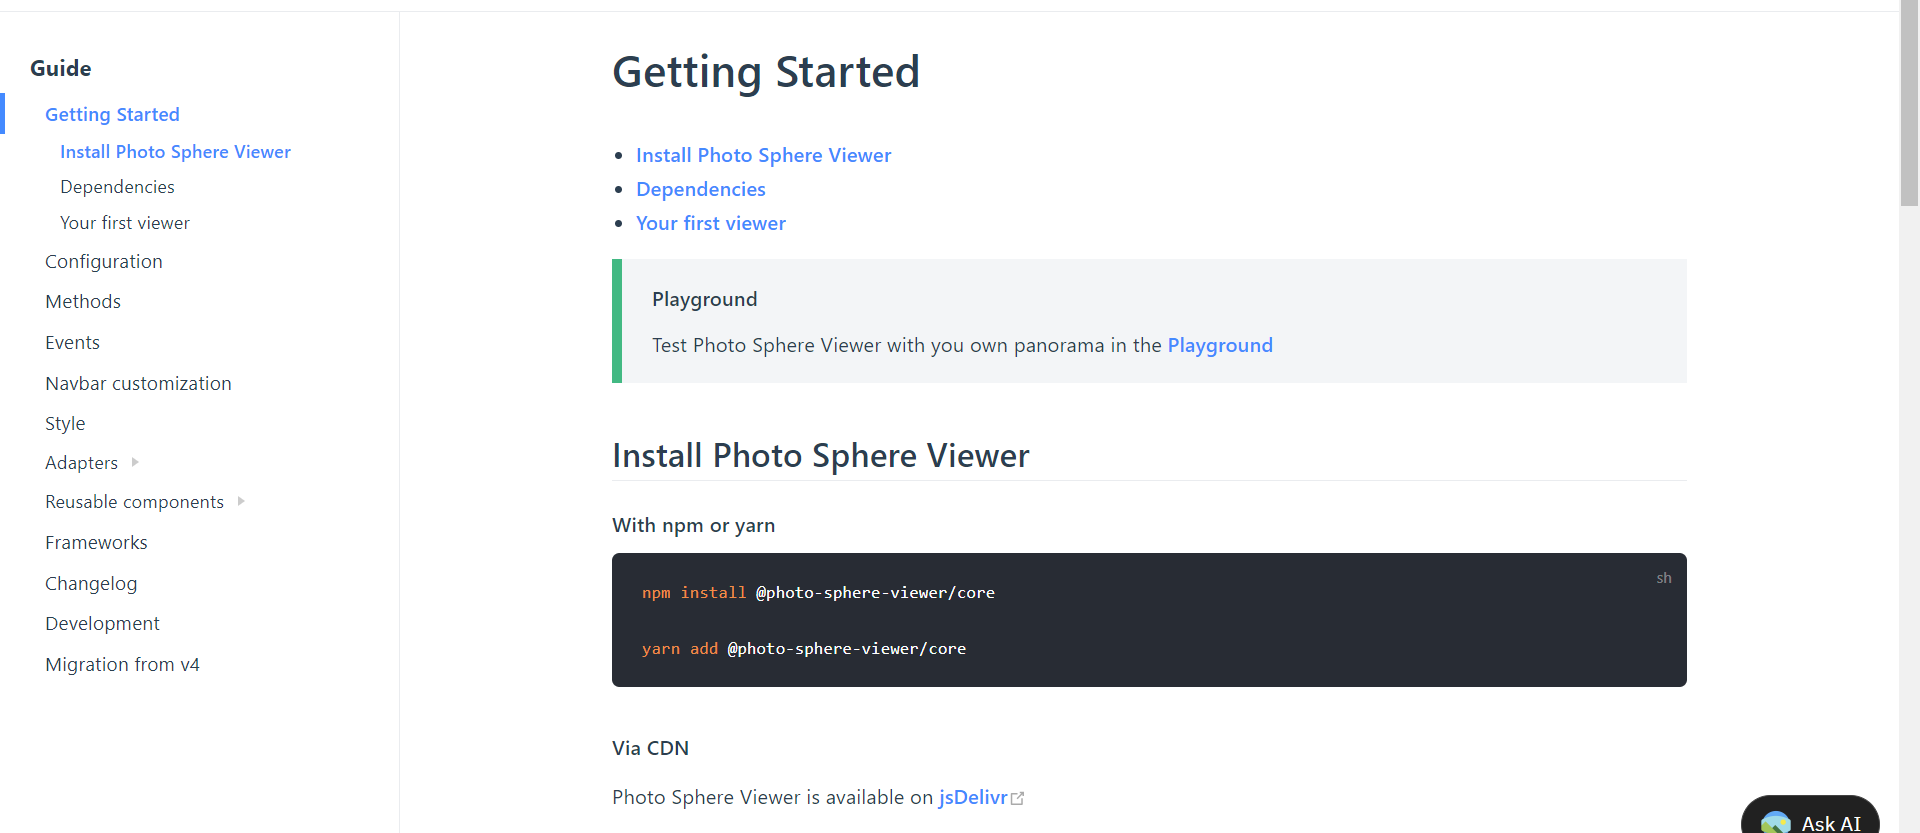 Guide
Getting Started
Install Photo Sphere Viewer
Dependencies
Your first viewer
Configuration
Methods
Events
Navbar customization
Style
Adapters
Reusable components
Frameworks
Changelog
Development
Migration from v4
Getting Started
Install Photo Sphere Viewer
Dependencies
Your first viewer
Playground
Test Photo Sphere Viewer with you own panorama in the Playground
Install Photo Sphere Viewer
With npm or yarn
sh
npm install @photo-sphere-viewer/core
yarn add @photo-sphere-viewer/core
Via CDN
Photo Sphere Viewer is available on jsDelivr
Ask AI